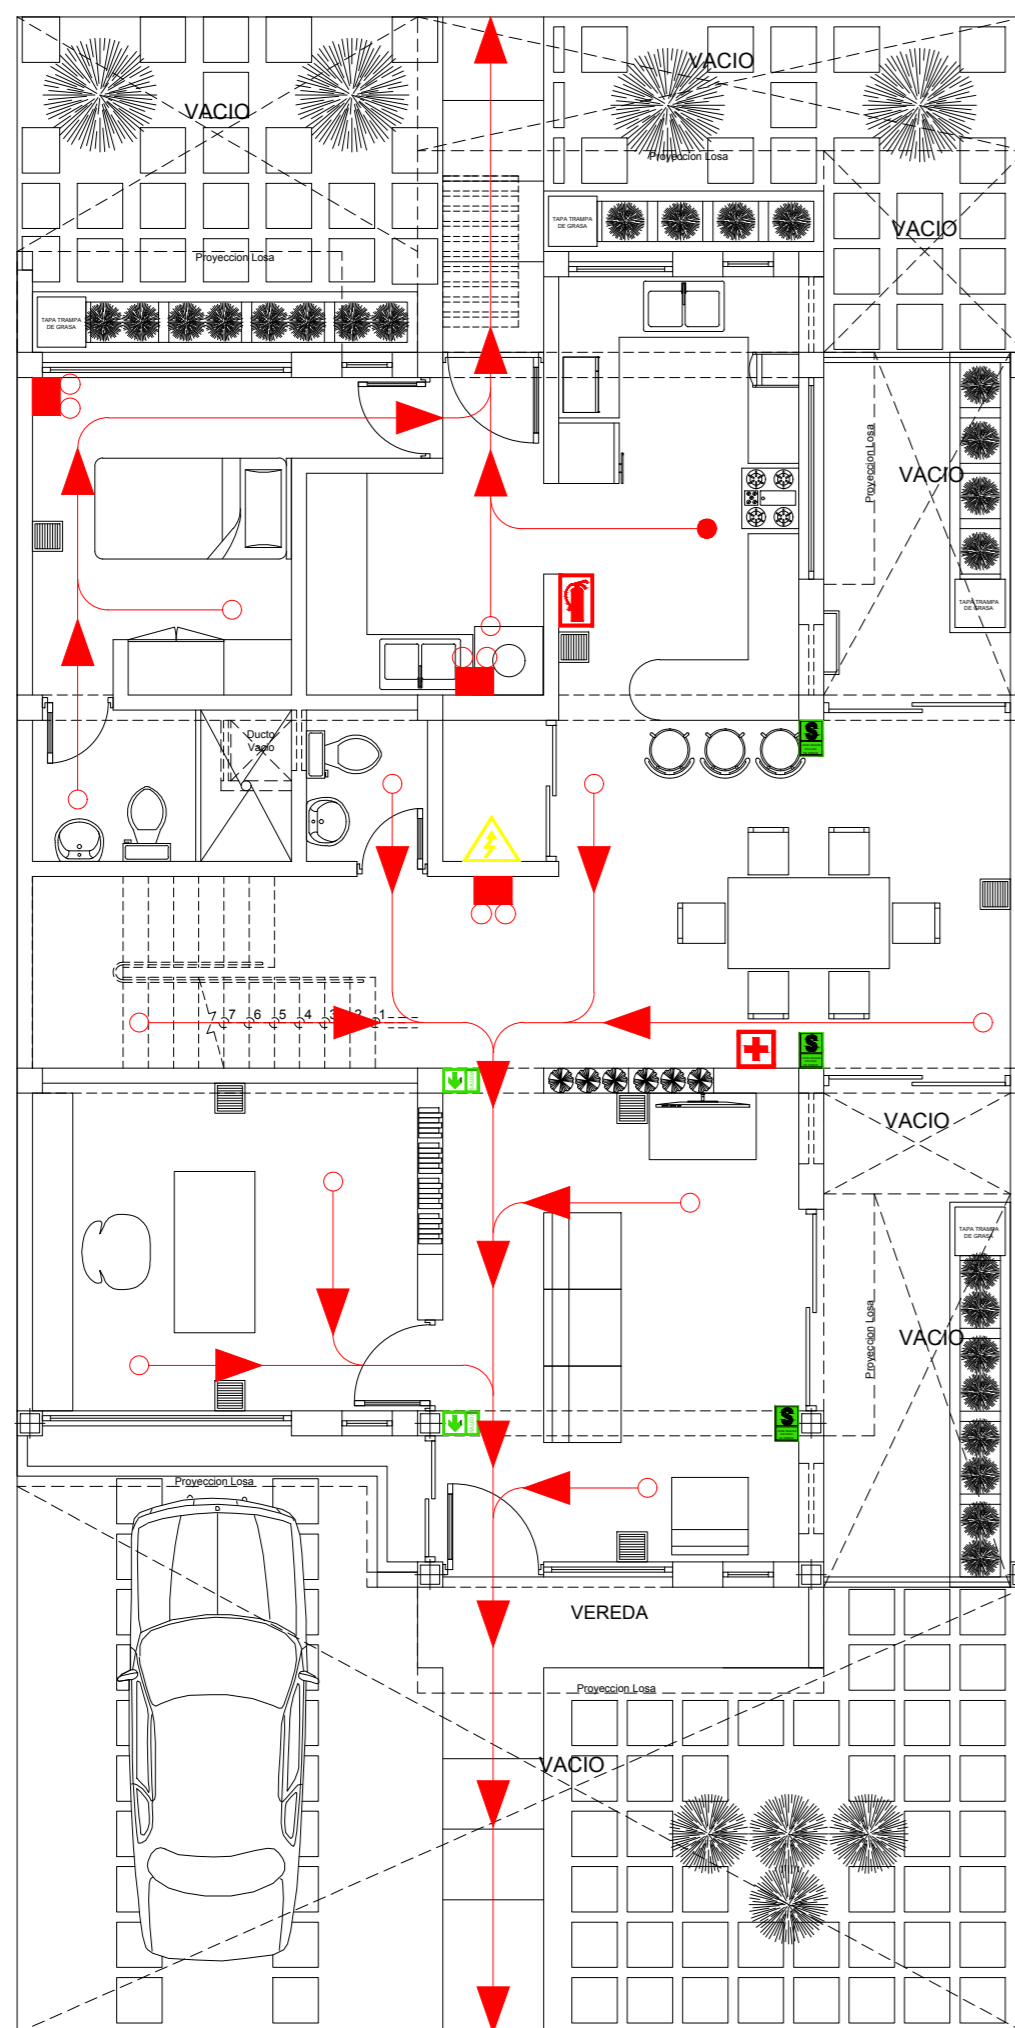 VACIO
VACIO
Proyeccion Losa
TAPA TRAMPA
DE GRASA
VACIO
Proyeccion Losa
TAPA TRAMPA
DE GRASA
Proyeccion Losa
VACIO
TAPA TRAMPA
DE GRASA
Ducto
Vacio
S
7 6 5 4 3 2 1
S
VACIO
TAPA TRAMPA
DE GRASA
Proyeccion Losa
VACIO
S
Proyeccion Losa
VEREDA
Proyeccion Losa
VACIO